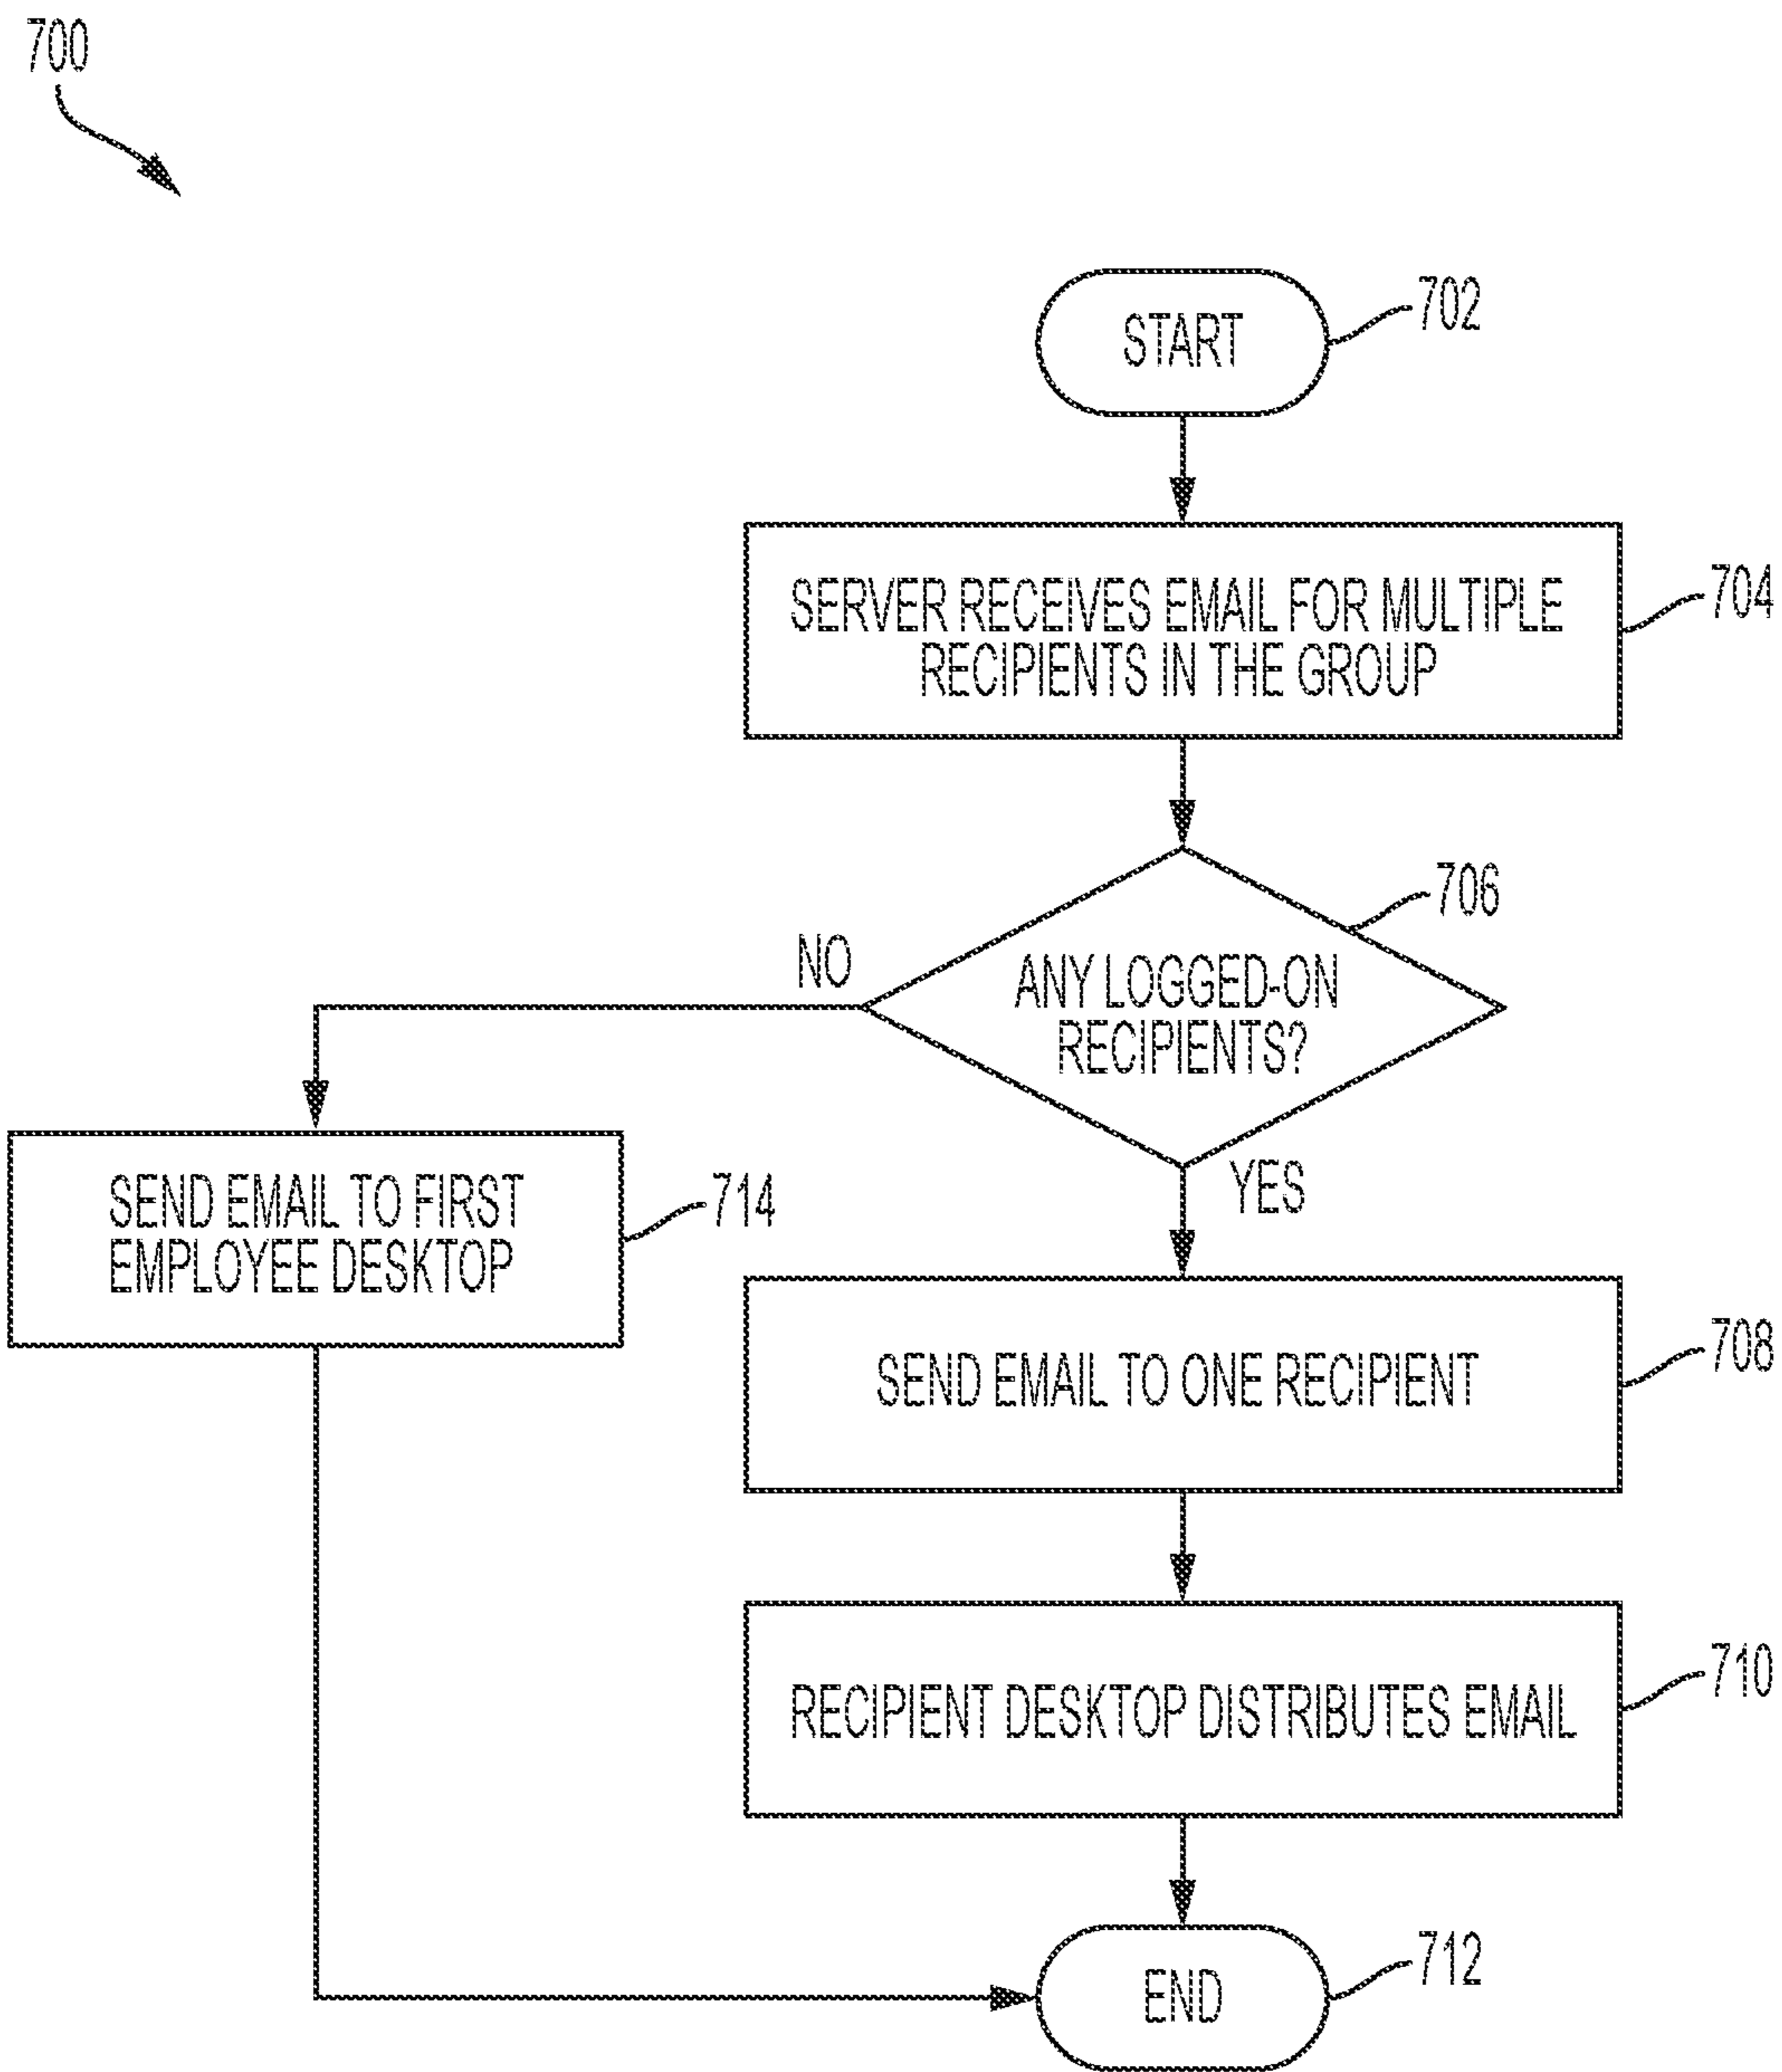 700
START
702
SERVER RECEIVES EMAIL FOR MULTIPLE
RECIPIENTS IN THE GROUP
704
706
ANY LOGGED-ON
RECIPIENTS?
NO
YES
SEND EMAIL TO FIRST
EMPLOYEE DESKTOP
714
SEND EMAIL TO ONE RECIPIENT
708
RECIPIENT DESKTOP DISTRIBUTES EMAIL
710
END
712